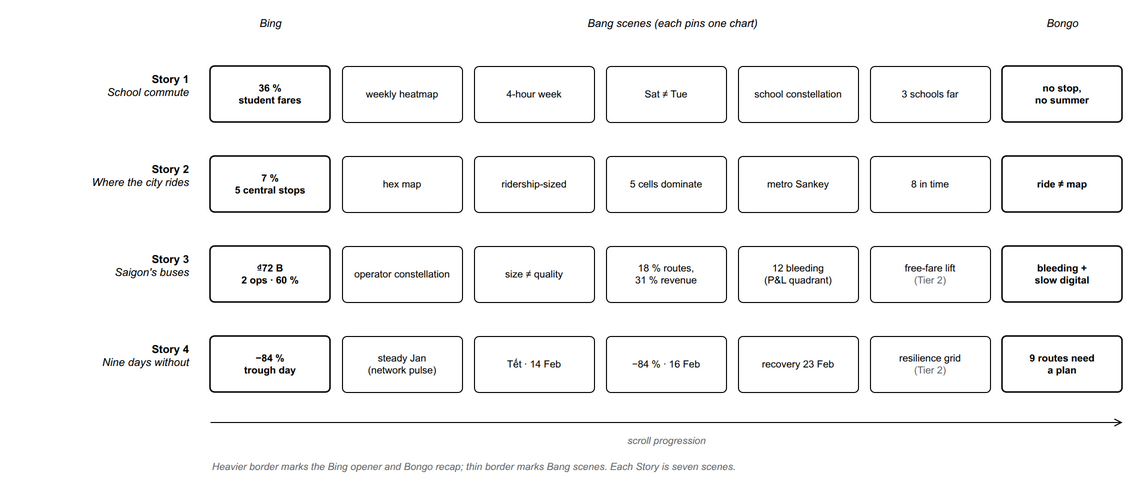 Bing
Bang scenes (each pins one chart)
Bongo
Story 1
School commute
36 %
student fares
weekly heatmap
4-hour week
Sat ≠ Tue
school constellation
3 schools far
no stop,
no summer
Story 2
Where the city rides
7 %
5 central stops
hex map
ridership-sized
5 cells dominate
metro Sankey
8 in time
ride ≠ map
Story 3
Saigon's buses
₫72 B
2 ops · 60 %
operator constellation
size ≠ quality
18 % routes,
31 % revenue
12 bleeding
(P&L quadrant)
free-fare lift
(Tier 2)
bleeding +
slow digital
Story 4
Nine days without
−84 %
trough day
steady Jan
(network pulse)
Tết · 14 Feb
−84 % · 16 Feb
recovery 23 Feb
resilience grid
(Tier 2)
9 routes need
a plan
scroll progression
Heavier border marks the Bing opener and Bongo recap; thin border marks Bang scenes. Each Story is seven scenes.